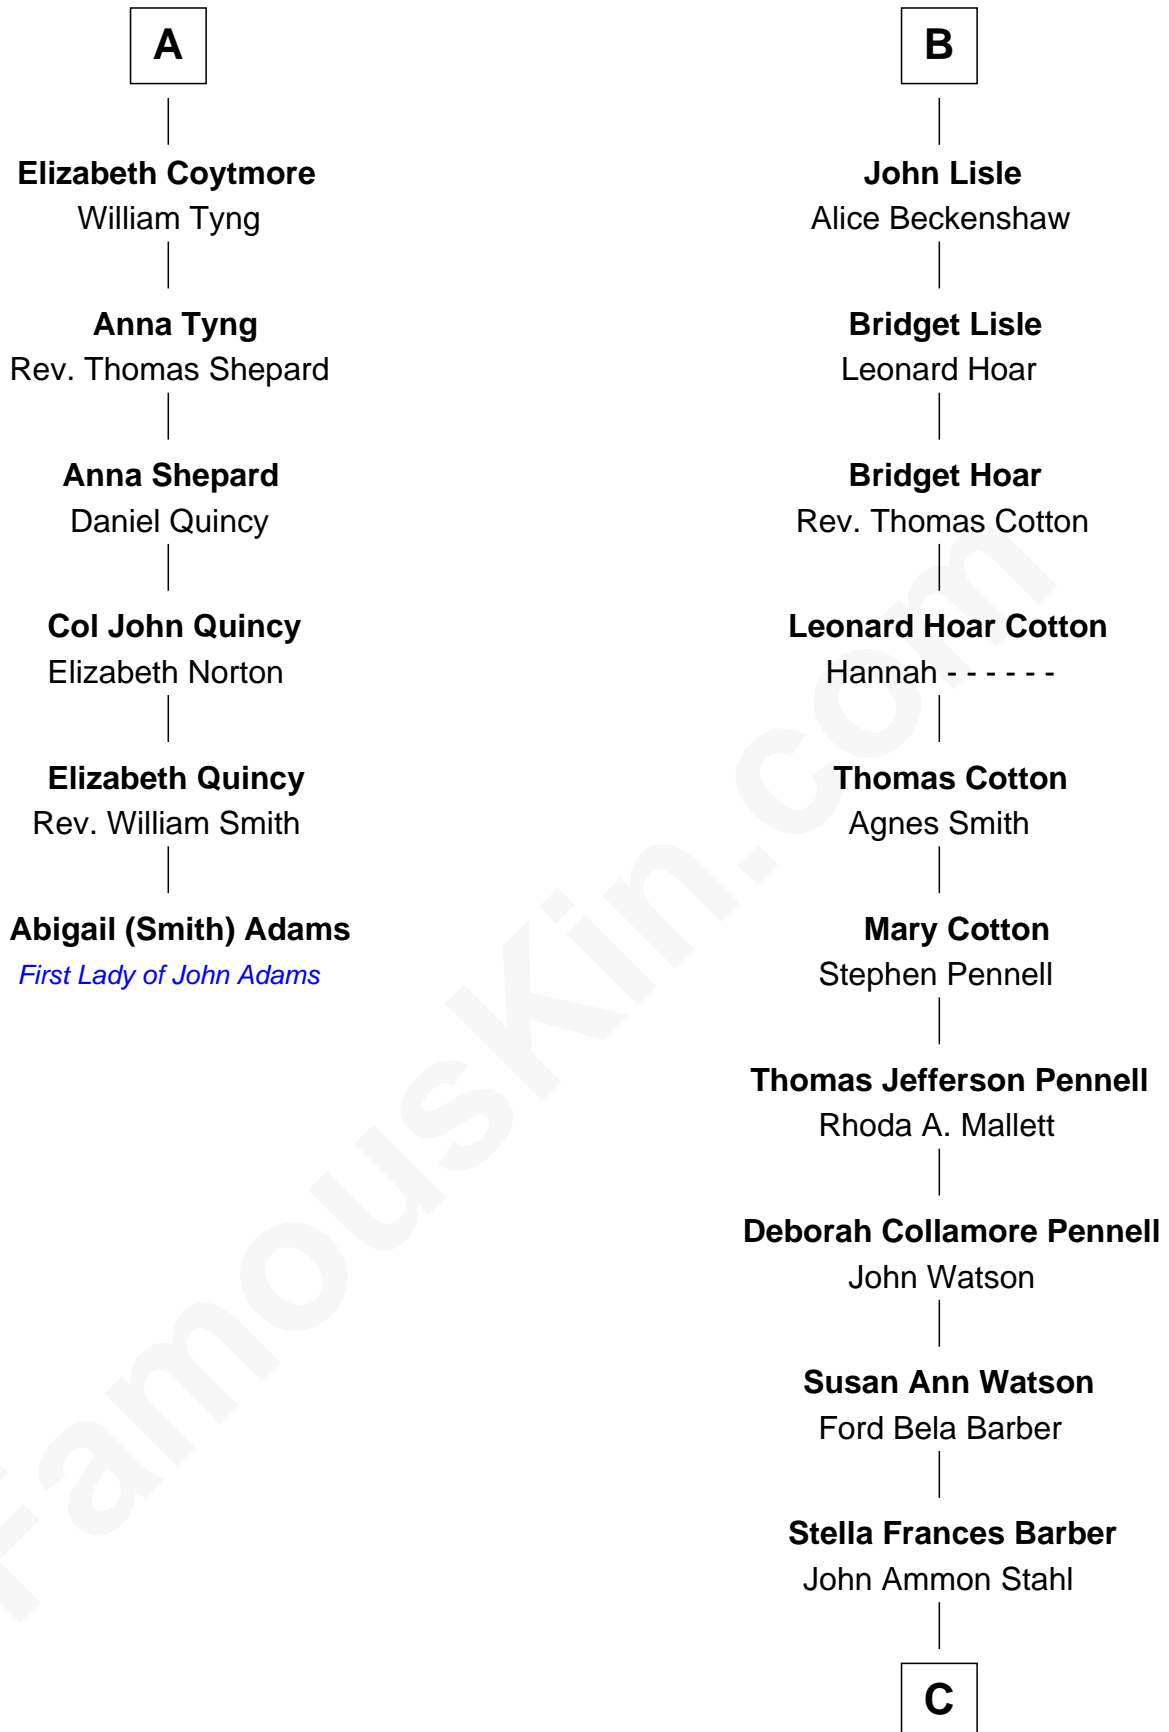 A
Elizabeth Coytmore
William Tyng
Anna Tyng
Rev. Thomas Shepard
Anna Shepard
Daniel Quincy
Col John Quincy
Elizabeth Norton
Elizabeth Quincy
Rev. William Smith
Abigail (Smith) Adams
First Lady of John Adams
B
John Lisle
Alice Beckenshaw
Bridget Lisle
Leonard Hoar
Bridget Hoar
Rev. Thomas Cotton
Leonard Hoar Cotton
Hannah - - - - - -
Thomas Cotton
Agnes Smith
Mary Cotton
Stephen Pennell
Thomas Jefferson Pennell
Rhoda A. Mallett
Deborah Collamore Pennell
John Watson
Susan Ann Watson
Ford Bela Barber
Stella Frances Barber
John Ammon Stahl
C
FamousKin.com